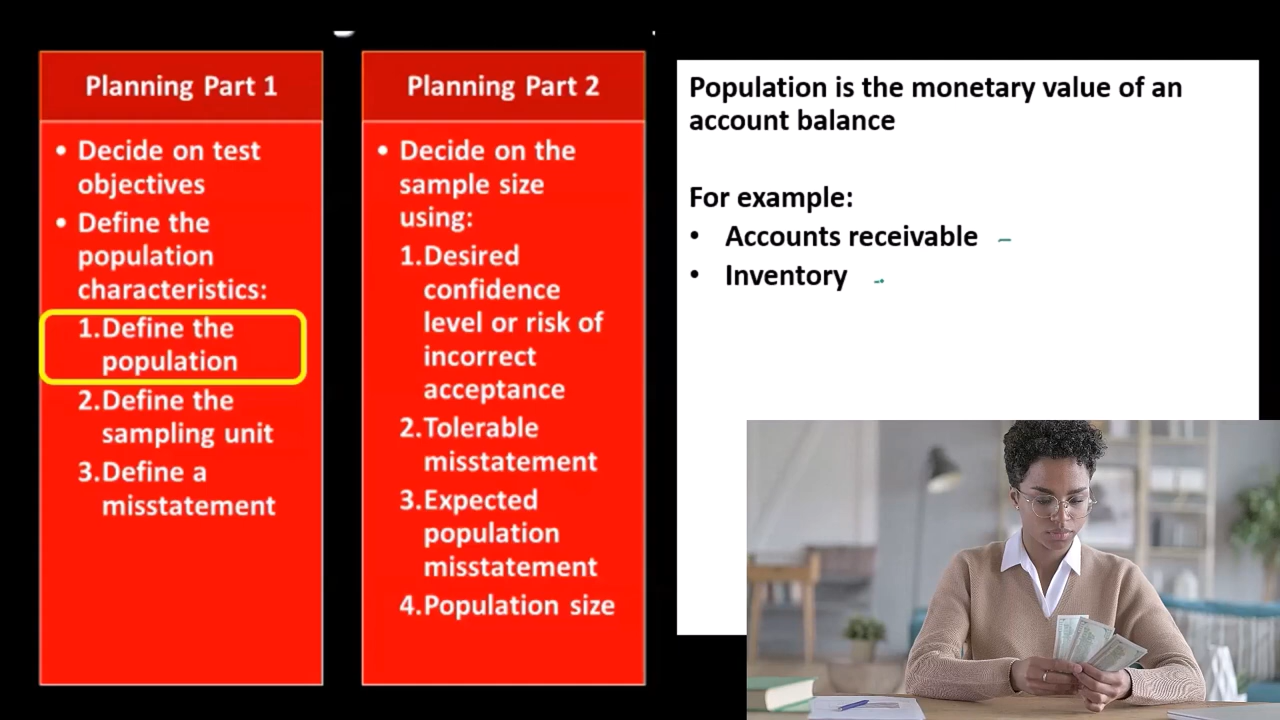 Planning Part 1
• Decide on test
objectives
• Define the
population
characteristics:
1.Define the
population
2.Define the
sampling unit
3.Define a
misstatement
Planning Part 2
• Decide on the
sample size
using:
1.Desired
confidence
level or risk of
incorrect
acceptance
2.Tolerable
misstatement
3.Expected
population
misstatement
4.Population size
Population is the monetary value of an
account balance
For example:
• Accounts receivable
• Inventory